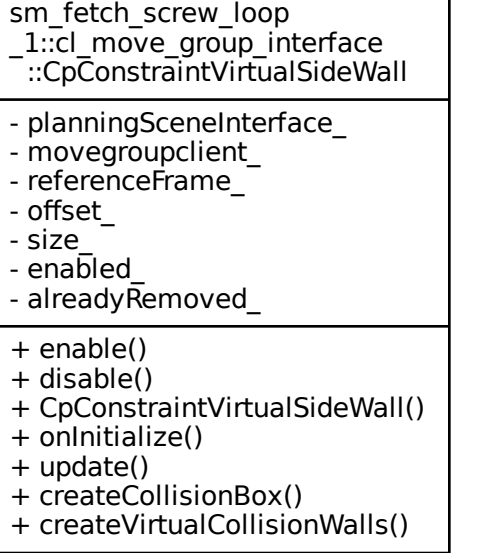 sm_fetch_screw_loop
_1::cl_move_group_interface
::CpConstraintVirtualSideWall
- planningSceneInterface_
- movegroupclient_
- referenceFrame_
- offset_
- size_
- enabled_
- alreadyRemoved_
+ enable()
+ disable()
+ CpConstraintVirtualSideWall()
+ onInitialize()
+ update()
+ createCollisionBox()
+ createVirtualCollisionWalls()